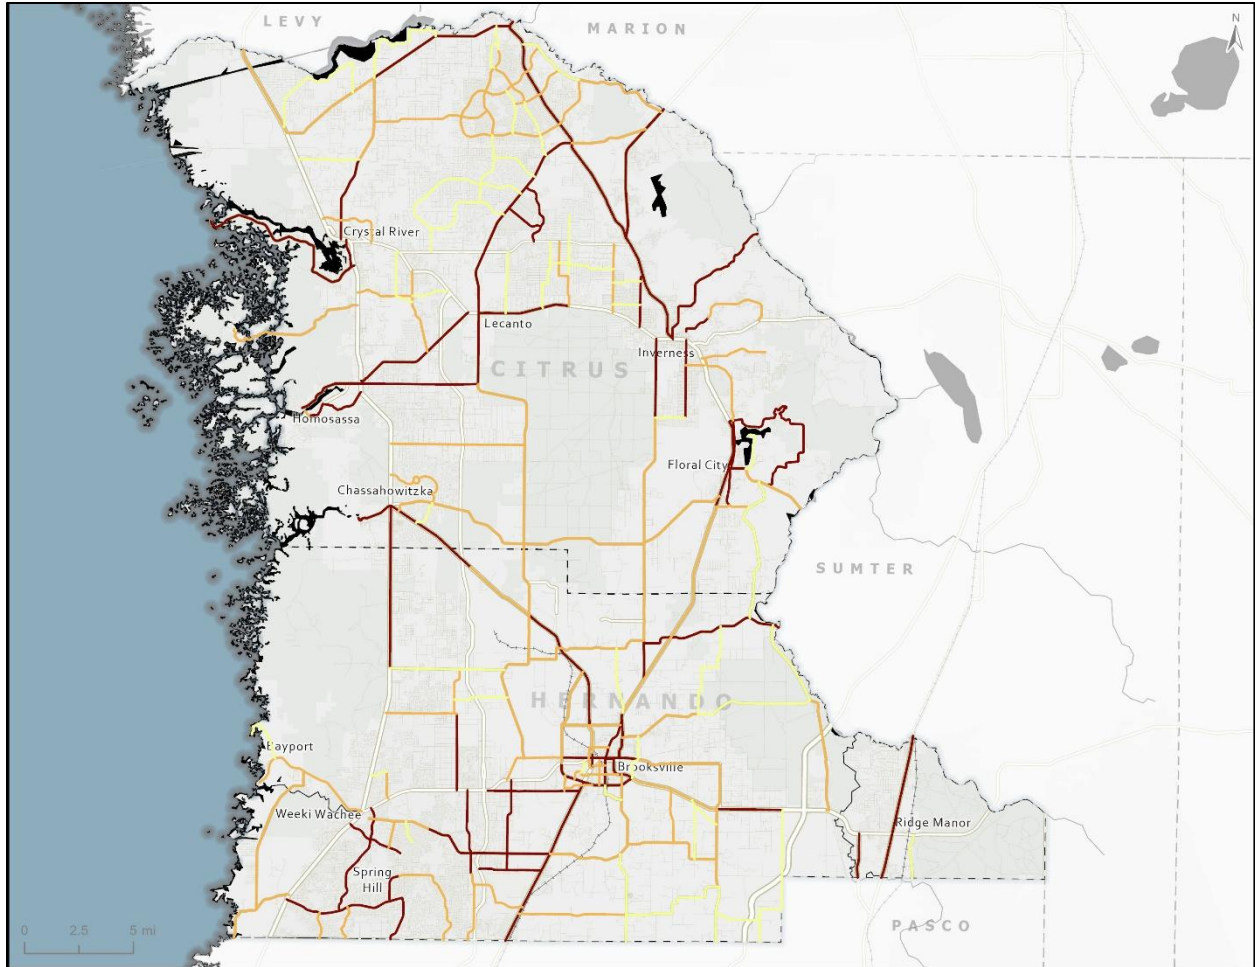 LEVY
MARION
N
Crystal River
Lecanto
Inverness
CITRUS
Homosassa
Floral City
Chassahowitzka
SUMTER
HERNANDO
Bayport
Brooksville
Weeki Wachee
Ridge Manor
Spring
Hill
PASCO
0 2.5 5 mi